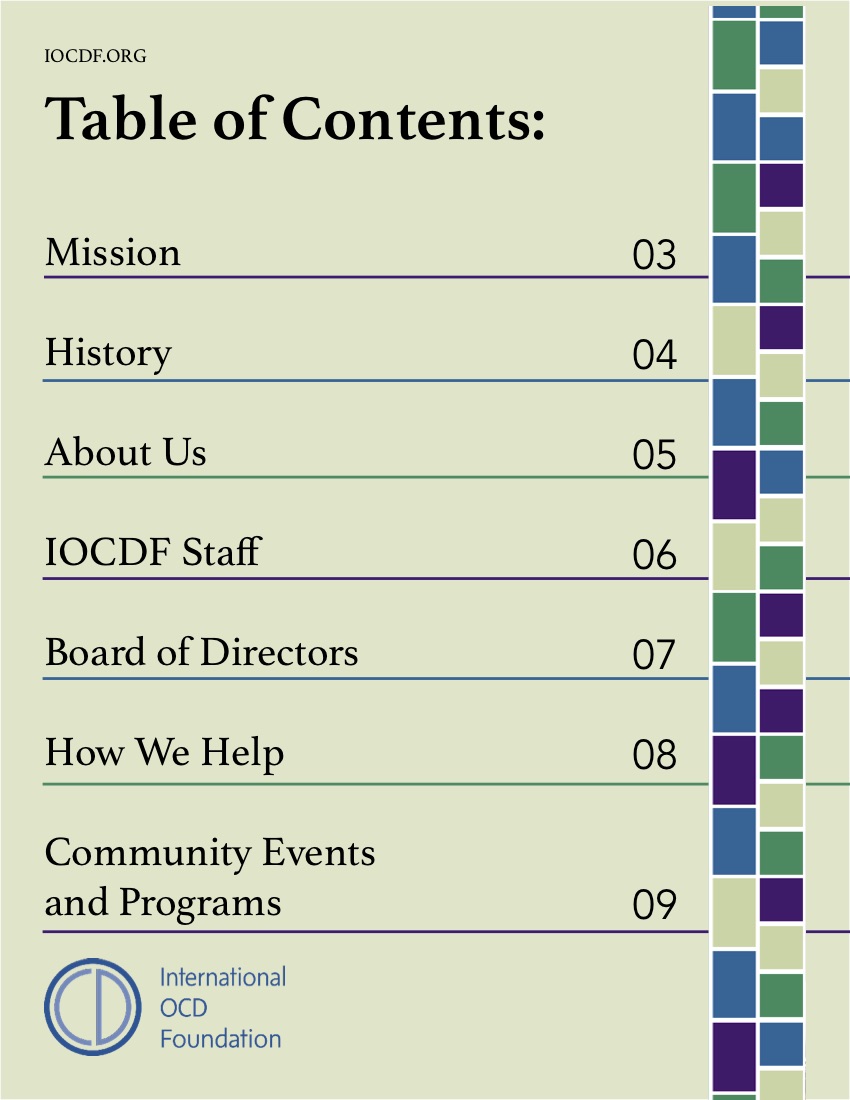 IOCDF.ORG
Table of Contents:
Mission 03
History 04
About Us 05
IOCDF Staff 06
Board of Directors 07
How We Help 08
Community Events
and Programs 09
International
OCD
Foundation